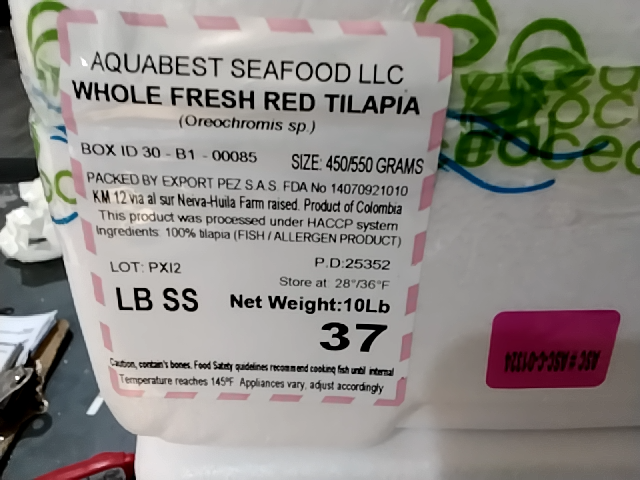 AQUABEST SEAFOOD LLC
WHOLE FRESH RED TILAPIA
(Oreochromis sp.)
BOX ID 30 - B1 - 00085 SIZE: 450/550 GRAMS
PACKED BY EXPORT PEZ S.A.S. FDA No 14070921010
KM 12 via al sur Neiva-Huila Farm raised. Product of Colombia
This product was processed under HACCP system
Ingredients: 100% tilapia (FISH / ALLERGEN PRODUCT)
LOT: PXI2 P.D:25352
Store at: 28°/36°F
LB SS Net Weight:10Lb
37
Caution, contain's bones. Food Safety guidelines recommend cooking fish until internal
Temperature reaches 145ºF. Appliances vary, adjust accordingly
ASC # ASC-C-01334